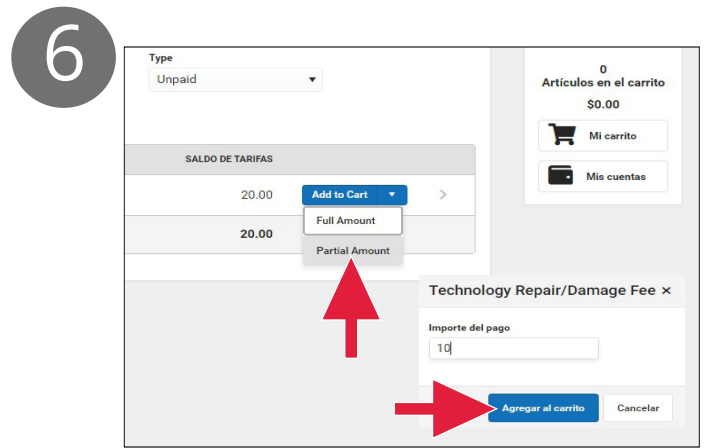 6
Type
Unpaid
0
Artículos en el carrito
$0.00
Mi carrito
Mis cuentas
SALDO DE TARIFAS
20.00 Add to Cart
Full Amount
20.00
Partial Amount
Technology Repair/Damage Fee ×
Importe del pago
10
Agregar al carrito Cancelar